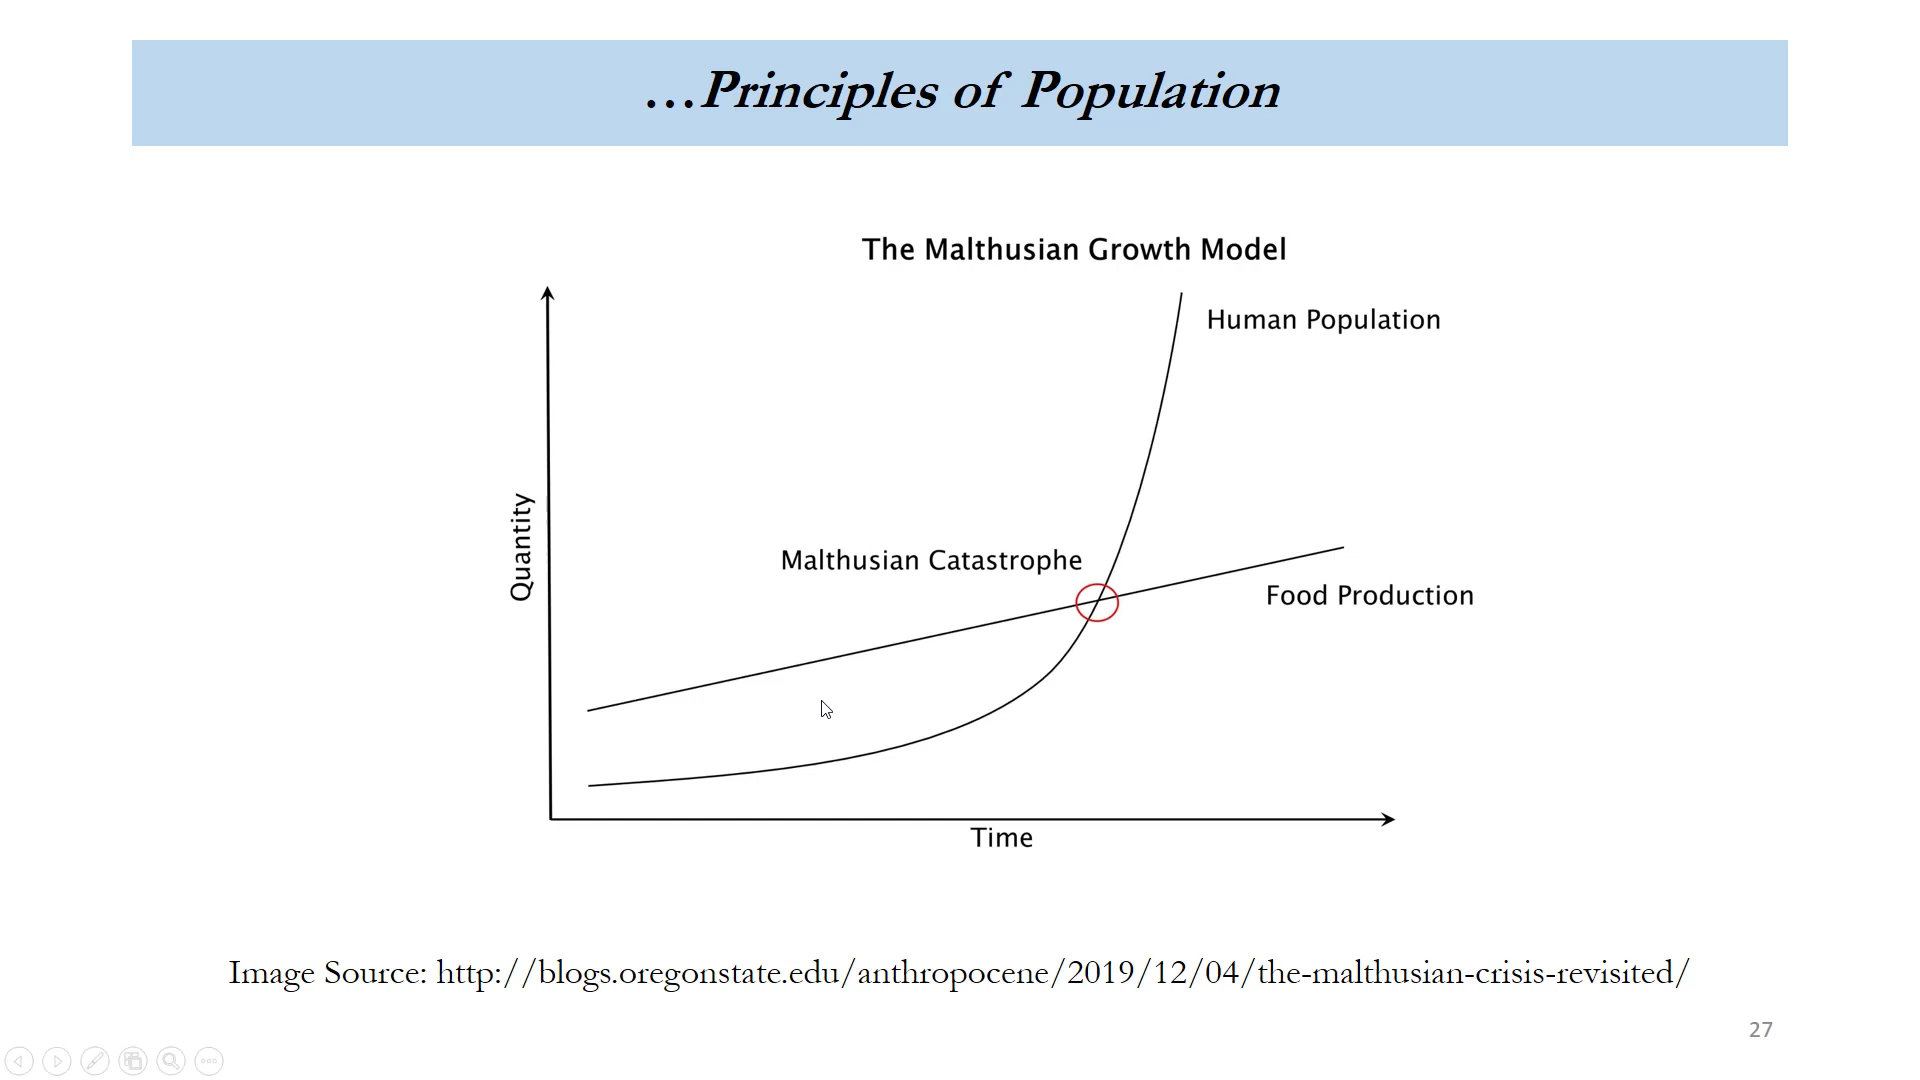 ...Principles of Population
The Malthusian Growth Model
Human Population
Quantity
Malthusian Catastrophe
Food Production
Time
Image Source: http://blogs.oregonstate.edu/anthropocene/2019/12/04/the-malthusian-crisis-revisited/
27